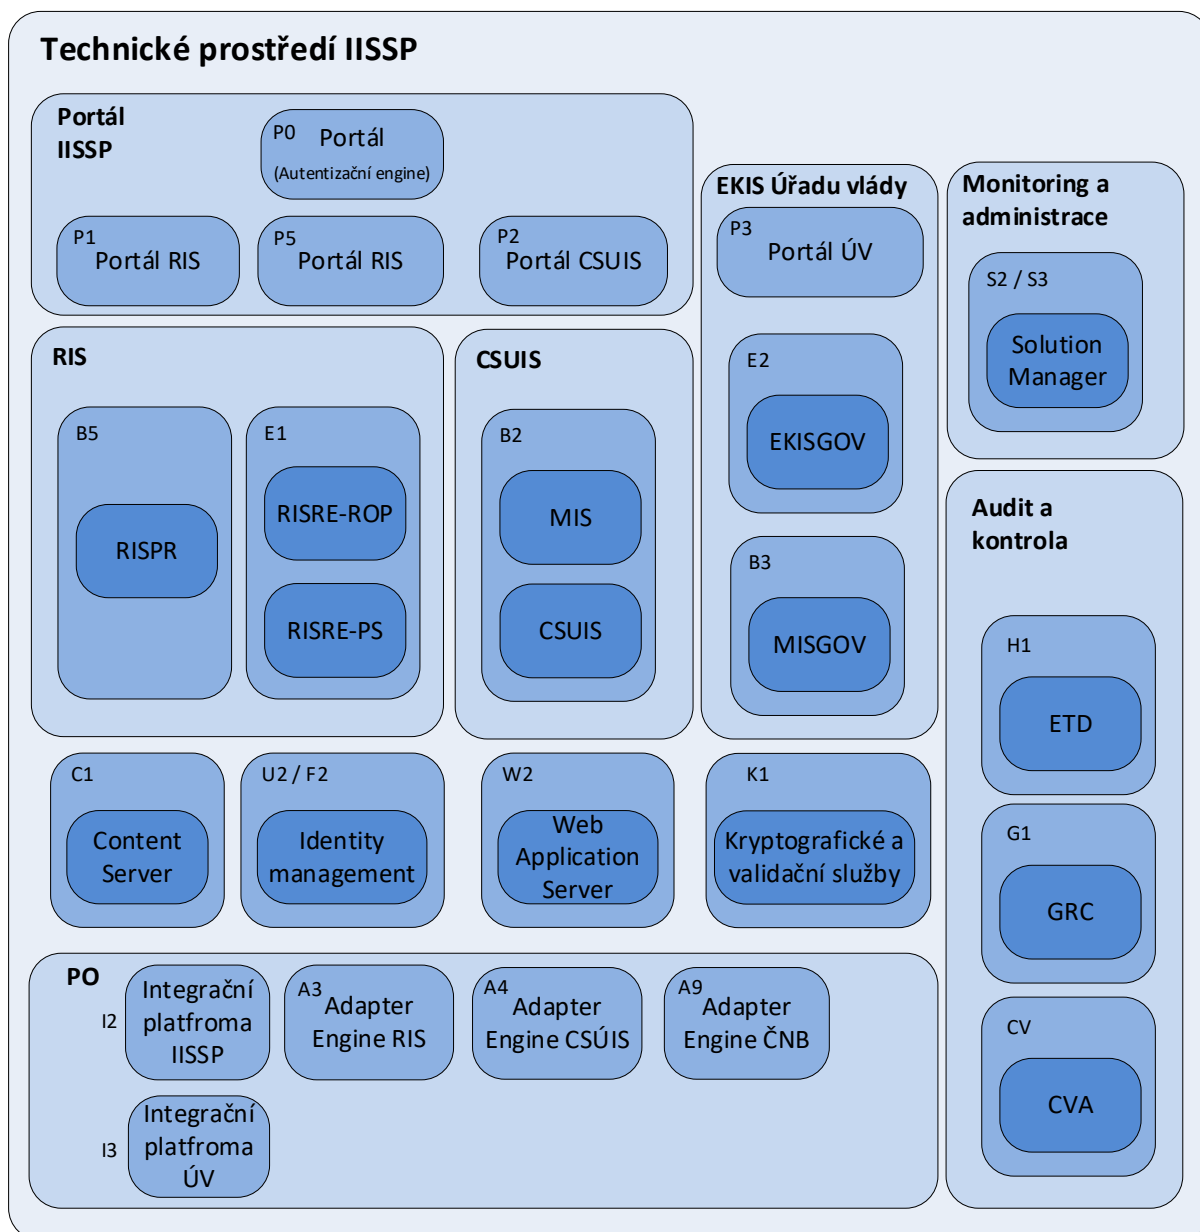 Technické prostředí IISSP
Portál
IISSP
P0
Portál
(Autentizační engine)
P1
Portál RIS
P5
Portál RIS
P2
Portál CSUIS
EKIS Úřadu vlády
P3
Portál ÚV
E2
EKISGOV
B3
MISGOV
Monitoring a
administrace
S2 / S3
Solution
Manager
RIS
B5
RISPR
E1
RISRE-ROP
RISRE-PS
CSUIS
B2
MIS
CSUIS
Audit a
kontrola
H1
ETD
G1
GRC
CV
CVA
C1
Content
Server
U2 / F2
Identity
management
W2
Web
Application
Server
K1
Kryptografické a
validační služby
PO
I2
Integrační
platfroma
IISSP
A3
Adapter
Engine RIS
A4
Adapter
Engine CSÚIS
A9
Adapter
Engine ČNB
I3
Integrační
platfroma
ÚV